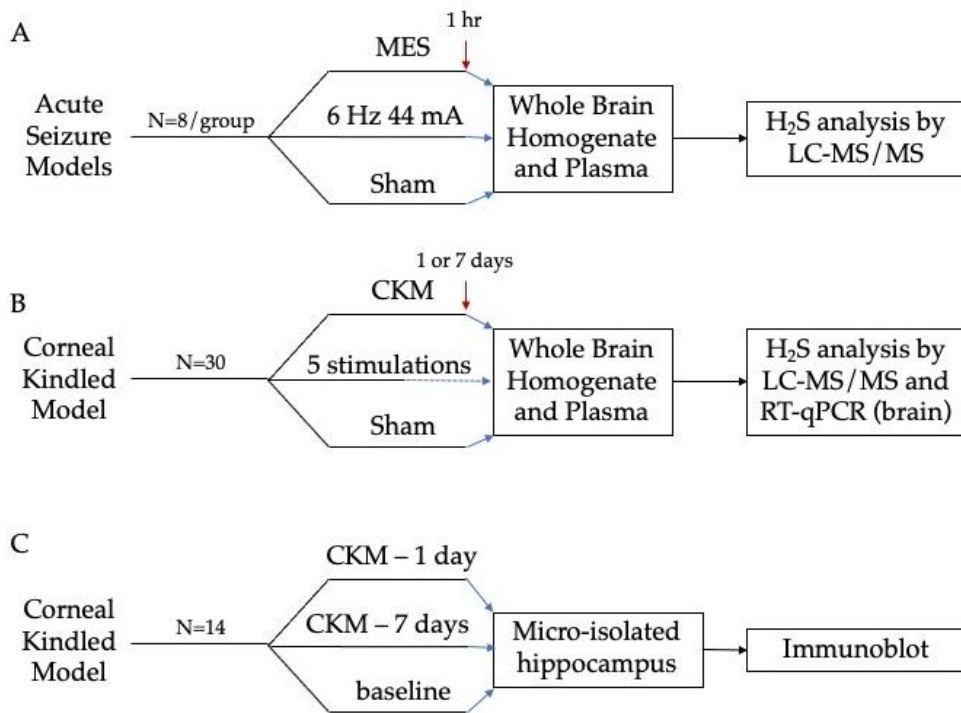 A
Acute
Seizure
Models
N=8/group
1 hr
MES
6 Hz 44 mA
Sham
Whole Brain
Homogenate
and Plasma
H₂S analysis by
LC-MS/MS
B
Corneal
Kindled
Model
N=30
1 or 7 days
CKM
5 stimulations
Sham
Whole Brain
Homogenate
and Plasma
H₂S analysis by
LC-MS/MS and
RT-qPCR (brain)
C
Corneal
Kindled
Model
N=14
CKM – 1 day
CKM – 7 days
baseline
Micro-isolated
hippocampus
Immunoblot